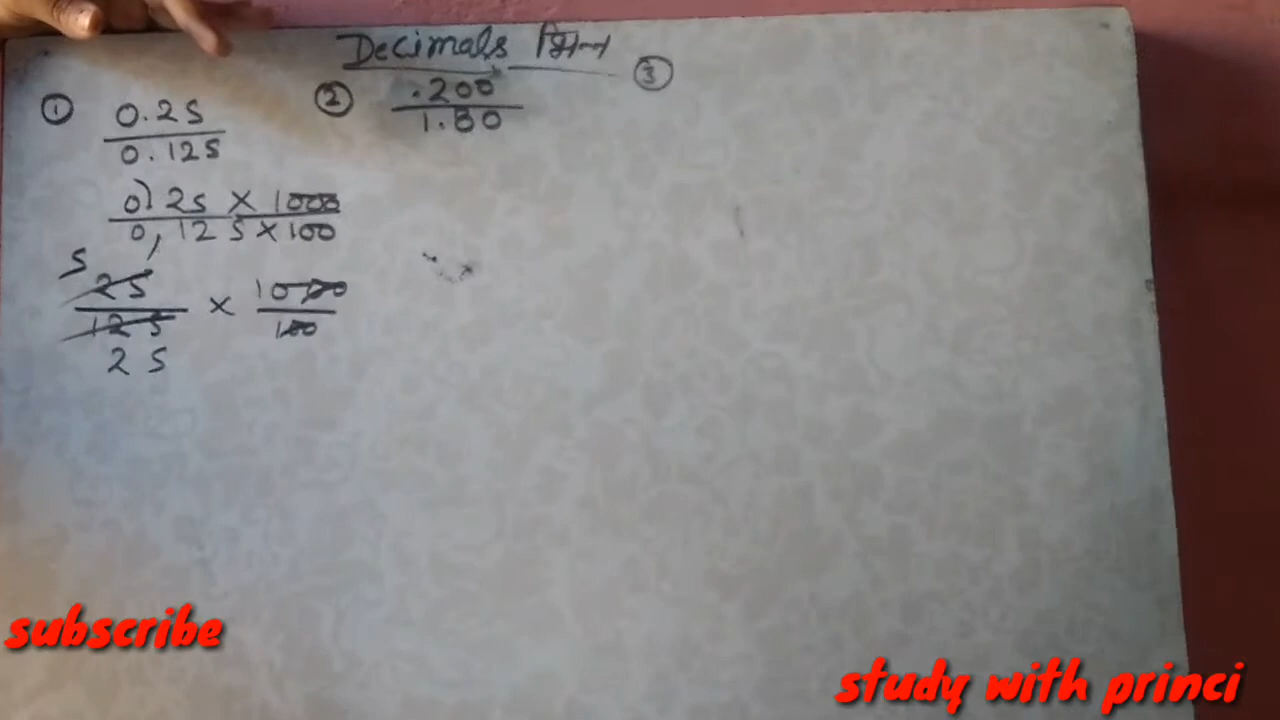 Decimals भिन्न
① 0.25
0.125
0.25 × 1000
0.125 × 100
5
25 × 1000
125 100
25
② .200
1.80
③
subscribe
study with princi